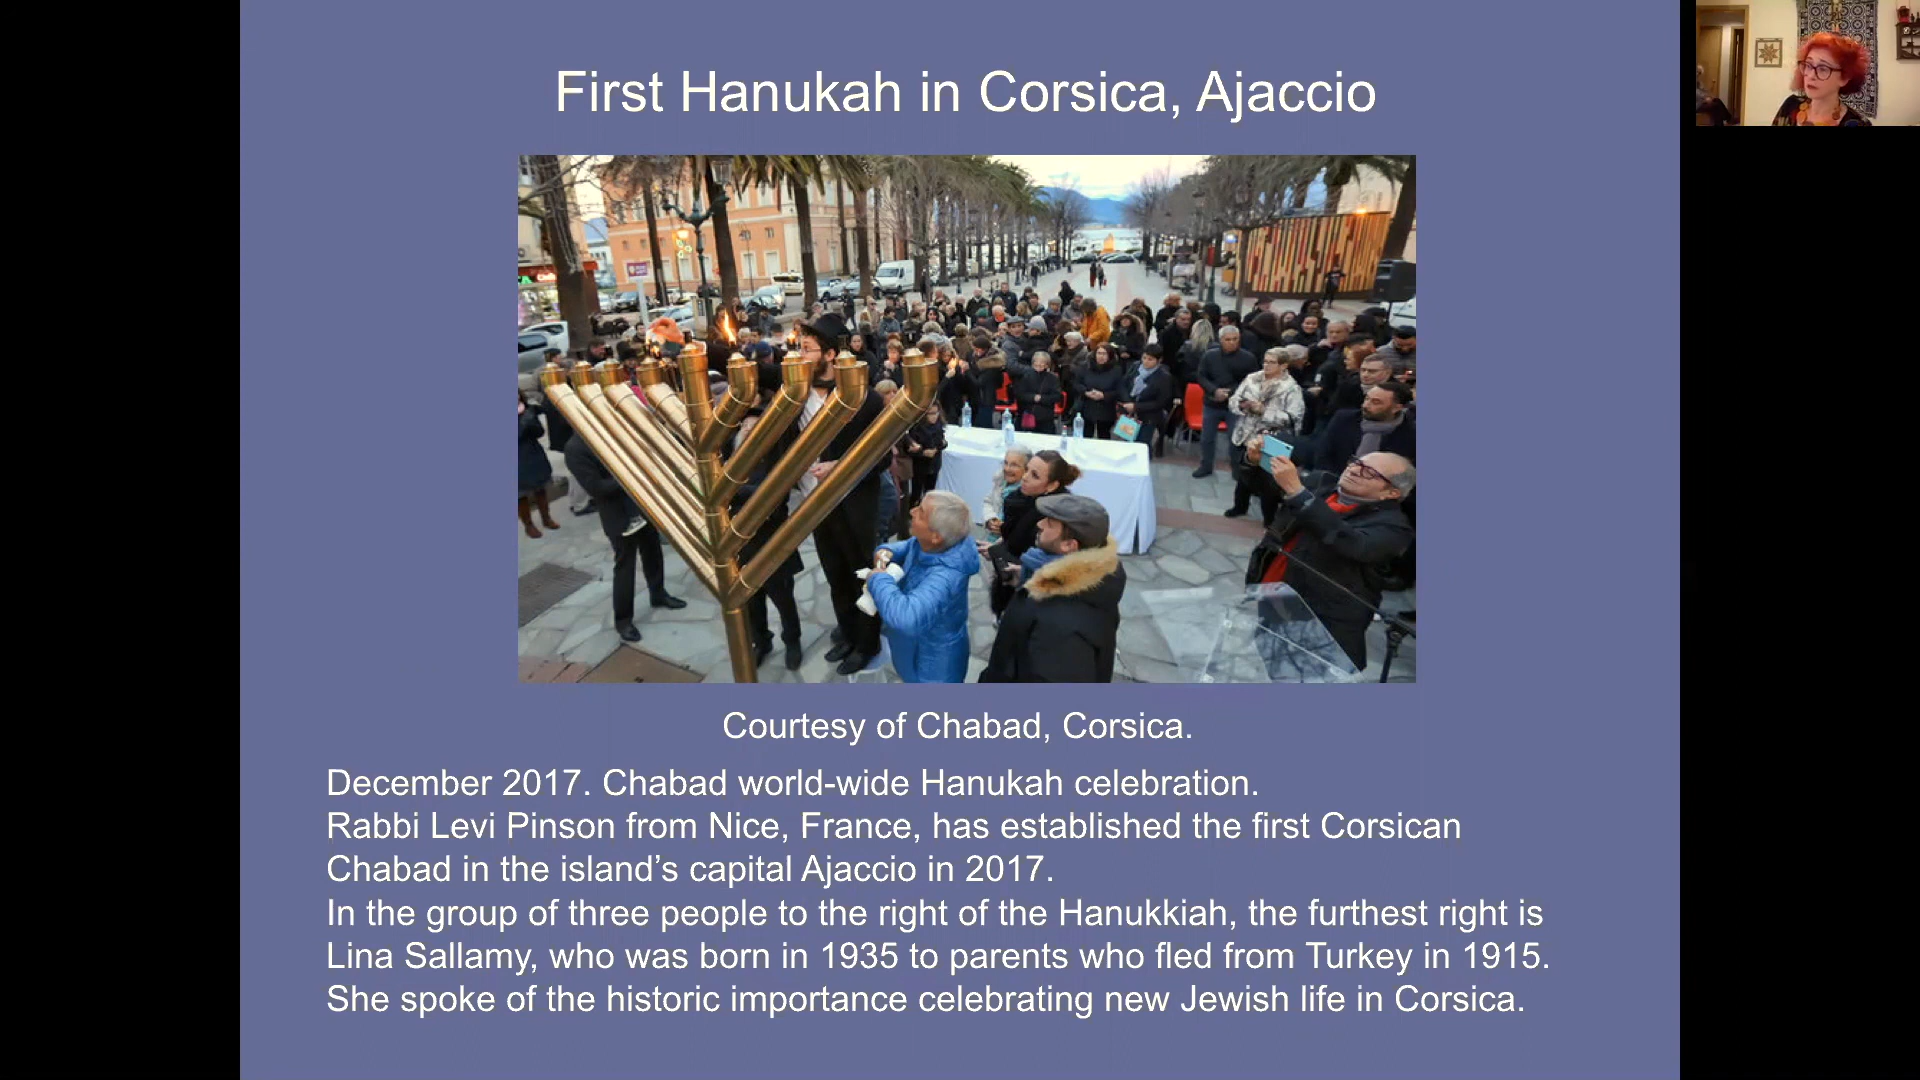 First Hanukah in Corsica, Ajaccio
Courtesy of Chabad, Corsica.
December 2017. Chabad world-wide Hanukah celebration.
Rabbi Levi Pinson from Nice, France, has established the first Corsican
Chabad in the island’s capital Ajaccio in 2017.
In the group of three people to the right of the Hanukkiah, the furthest right is
Lina Sallamy, who was born in 1935 to parents who fled from Turkey in 1915.
She spoke of the historic importance celebrating new Jewish life in Corsica.